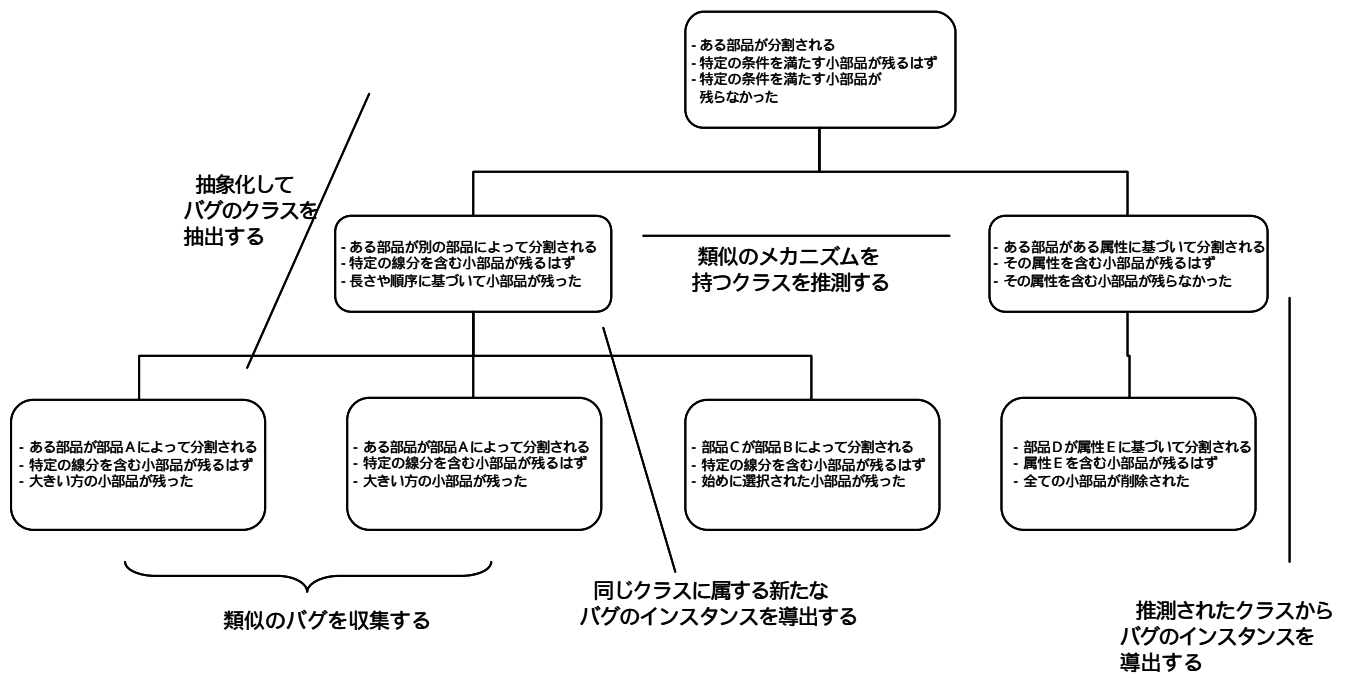 - ある部品が分割される
- 特定の条件を満たす小部品が残るはず
- 特定の条件を満たす小部品が
残らなかった
抽象化して
バグのクラスを
抽出する
- ある部品が別の部品によって分割される
- 特定の線分を含む小部品が残るはず
- 長さや順序に基づいて小部品が残った
類似のメカニズムを
持つクラスを推測する
- ある部品がある属性に基づいて分割される
- その属性を含む小部品が残るはず
- その属性を含む小部品が残らなかった
- ある部品が部品Aによって分割される
- 特定の線分を含む小部品が残るはず
- 大きい方の小部品が残った
- ある部品が部品Aによって分割される
- 特定の線分を含む小部品が残るはず
- 大きい方の小部品が残った
- 部品Cが部品Bによって分割される
- 特定の線分を含む小部品が残るはず
- 始めに選択された小部品が残った
- 部品Dが属性Eに基づいて分割される
- 属性Eを含む小部品が残るはず
- 全ての小部品が削除された
類似のバグを収集する
同じクラスに属する新たな
バグのインスタンスを導出する
推測されたクラスから
バグのインスタンスを
導出する